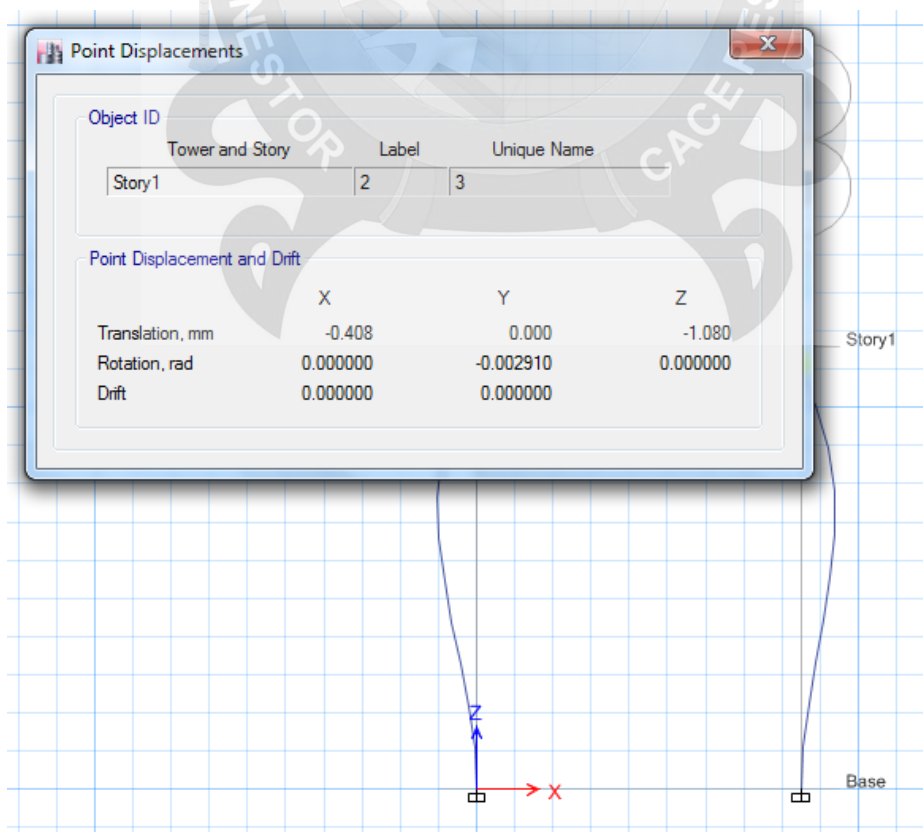 Point Displacements
Object ID
Tower and Story Label Unique Name
Story1 2 3
Point Displacement and Drift
X Y Z
Translation, mm -0.408 0.000 -1.080
Rotation, rad 0.000000 -0.002910 0.000000
Drift 0.000000 0.000000
Story1
Z
X
Base
NESTOR